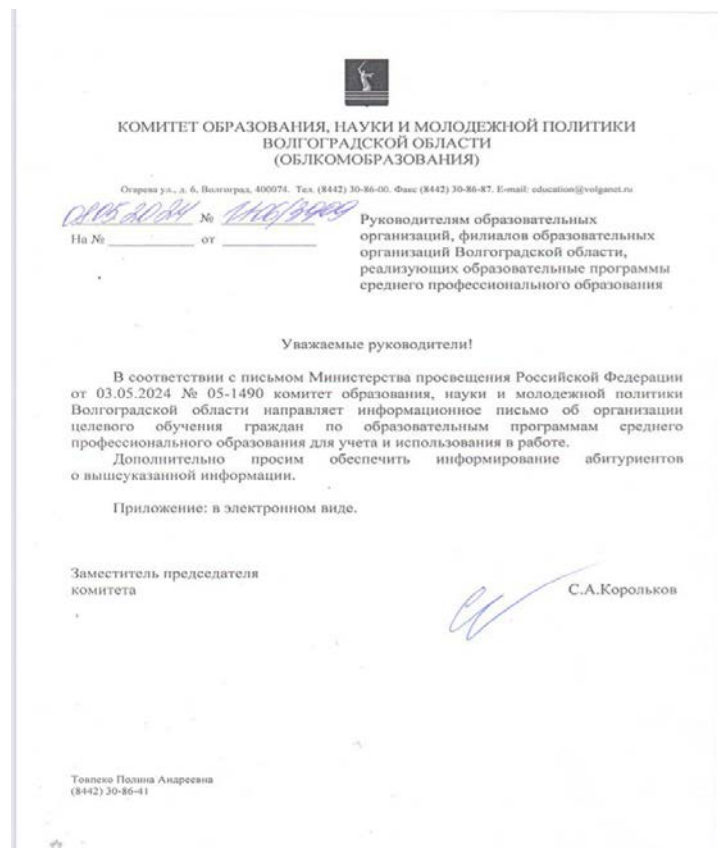 КОМИТЕТ ОБРАЗОВАНИЯ, НАУКИ И МОЛОДЕЖНОЙ ПОЛИТИКИ
ВОЛГОГРАДСКОЙ ОБЛАСТИ
(ОБЛКОМОБРАЗОВАНИЯ)
Огарева ул., д. 6, Волгоград, 400074. Тел. (8442) 30-86-00. Факс (8442) 30-86-87. E-mail: education@volganet.ru
08.05.2024 №
На № ____________ от ____________
Руководителям образовательных
организаций, филиалов образовательных
организаций Волгоградской области,
реализующих образовательные программы
среднего профессионального образования
Уважаемые руководители!
В соответствии с письмом Министерства просвещения Российской Федерации
от 03.05.2024 № 05-1490 комитет образования, науки и молодежной политики
Волгоградской области направляет информационное письмо об организации
целевого обучения граждан по образовательным программам среднего
профессионального образования для учета и использования в работе.
Дополнительно просим обеспечить информирование абитуриентов
о вышеуказанной информации.
Приложение: в электронном виде.
Заместитель председателя
комитета
С.А.Корольков
Товпеко Полина Андреевна
(8442) 30-86-41